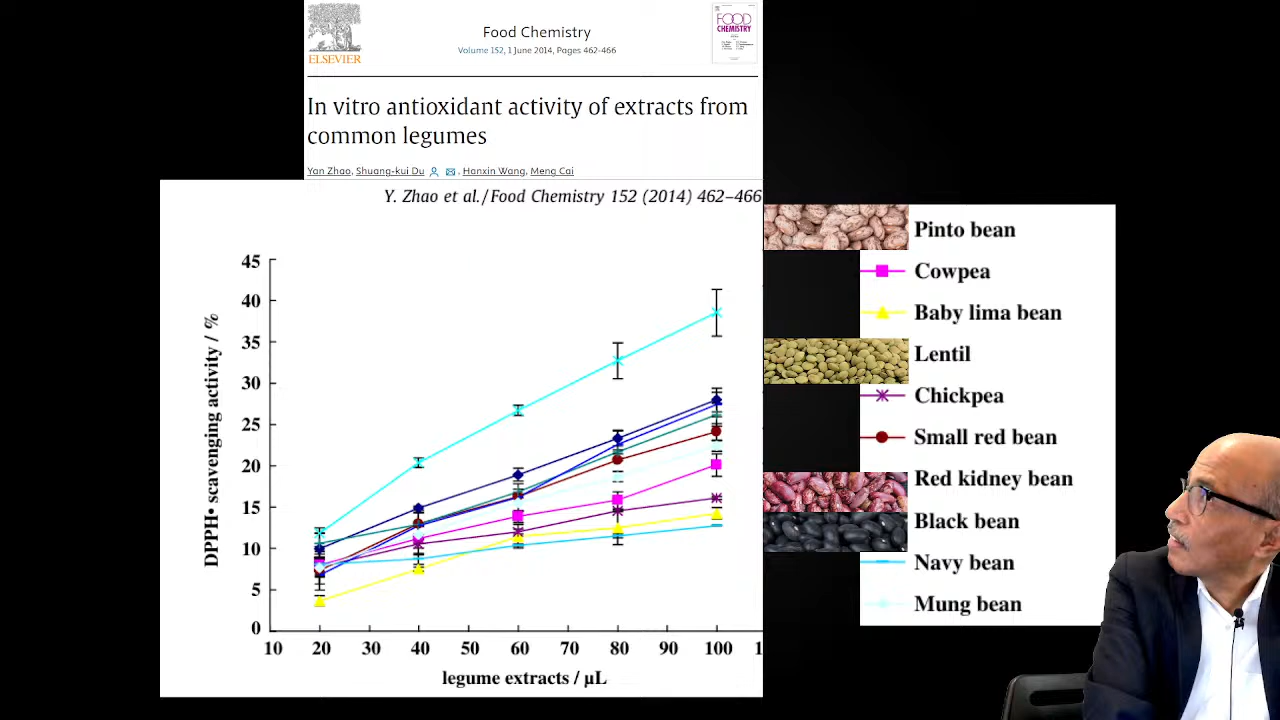 ELSEVIER
Food Chemistry
Volume 152, 1 June 2014, Pages 462-466
FOOD
CHEMISTRY
In vitro antioxidant activity of extracts from
common legumes
Yan Zhao, Shuang-kui Du, Hanxin Wang, Meng Cai
Y. Zhao et al./Food Chemistry 152 (2014) 462–466
DPPH• scavenging activity / %
45
40
35
30
25
20
15
10
5
0
10 20 30 40 50 60 70 80 90 100 1
legume extracts / µL
Pinto bean
Cowpea
Baby lima bean
Lentil
Chickpea
Small red bean
Red kidney bean
Black bean
Navy bean
Mung bean